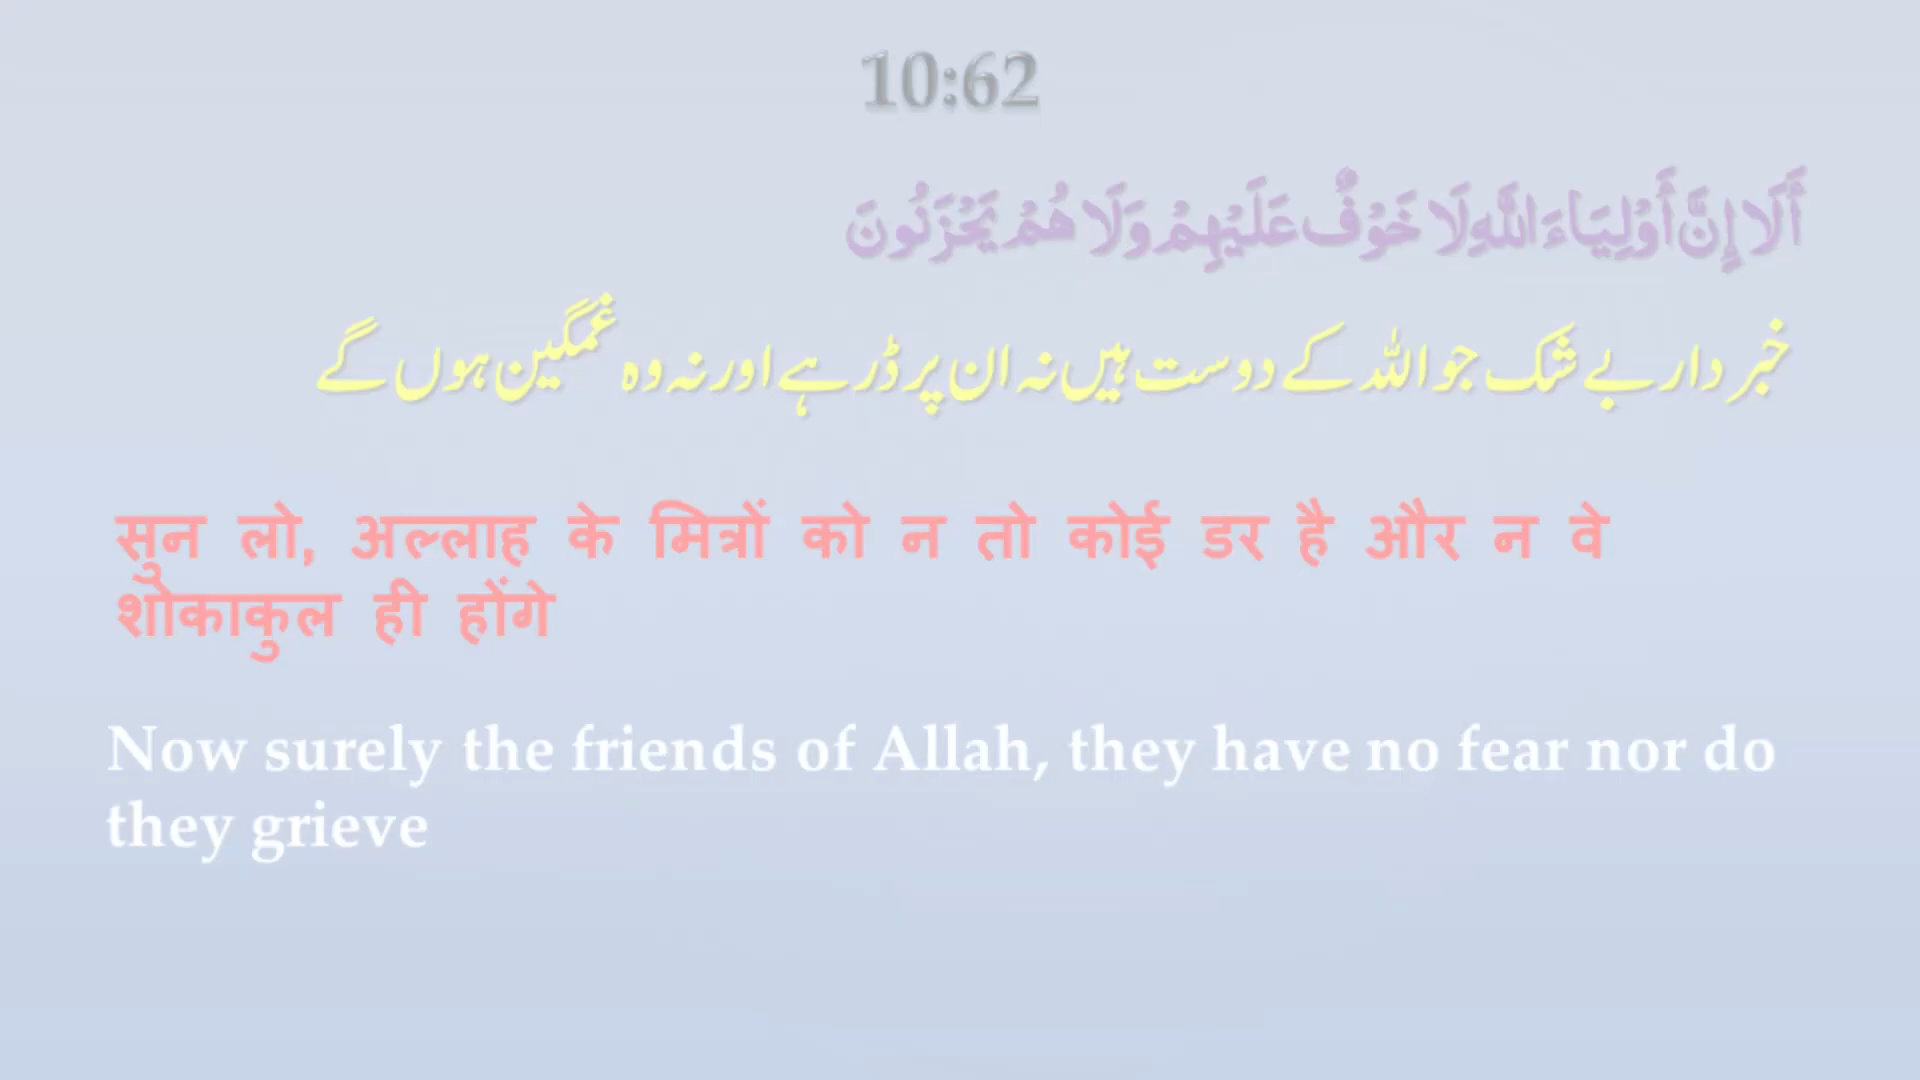 10:62
أَلَا إِنَّ أَوْلِيَاءَ اللَّهِ لَا خَوْفٌ عَلَيْهِمْ وَلَا هُمْ يَحْزَنُونَ
خبردار بے شک جو اللہ کے دوست ہیں نہ ان پر ڈر ہے اور نہ وہ غمگین ہوں گے
सुन लो, अल्लाह के मित्रों को न तो कोई डर है और न वे
शोकाकुल ही होंगे
Now surely the friends of Allah, they have no fear nor do
they grieve